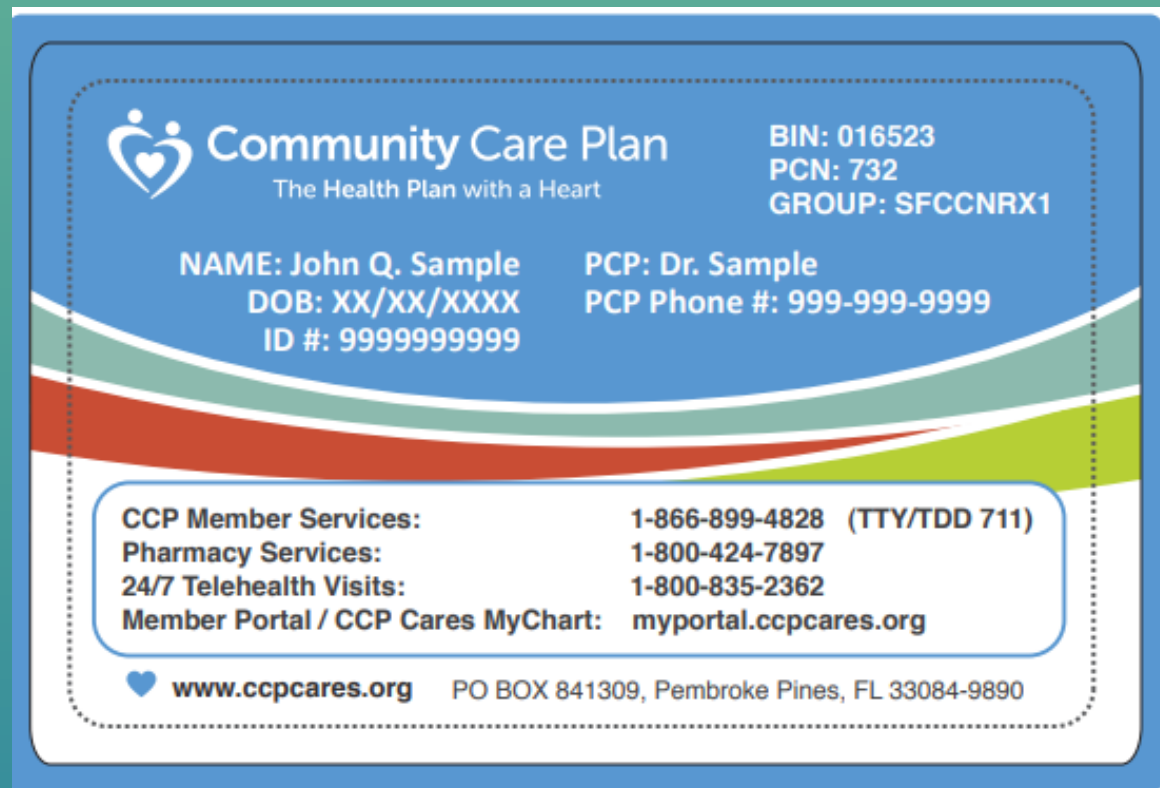 Community Care Plan
The Health Plan with a Heart
BIN: 016523
PCN: 732
GROUP: SFCCNRX1
NAME: John Q. Sample
DOB: XX/XX/XXXX
ID #: 9999999999
PCP: Dr. Sample
PCP Phone #: 999-999-9999
CCP Member Services: 1-866-899-4828 (TTY/TDD 711)
Pharmacy Services: 1-800-424-7897
24/7 Telehealth Visits: 1-800-835-2362
Member Portal / CCP Cares MyChart: myportal.ccpcares.org
www.ccpcares.org PO BOX 841309, Pembroke Pines, FL 33084-9890